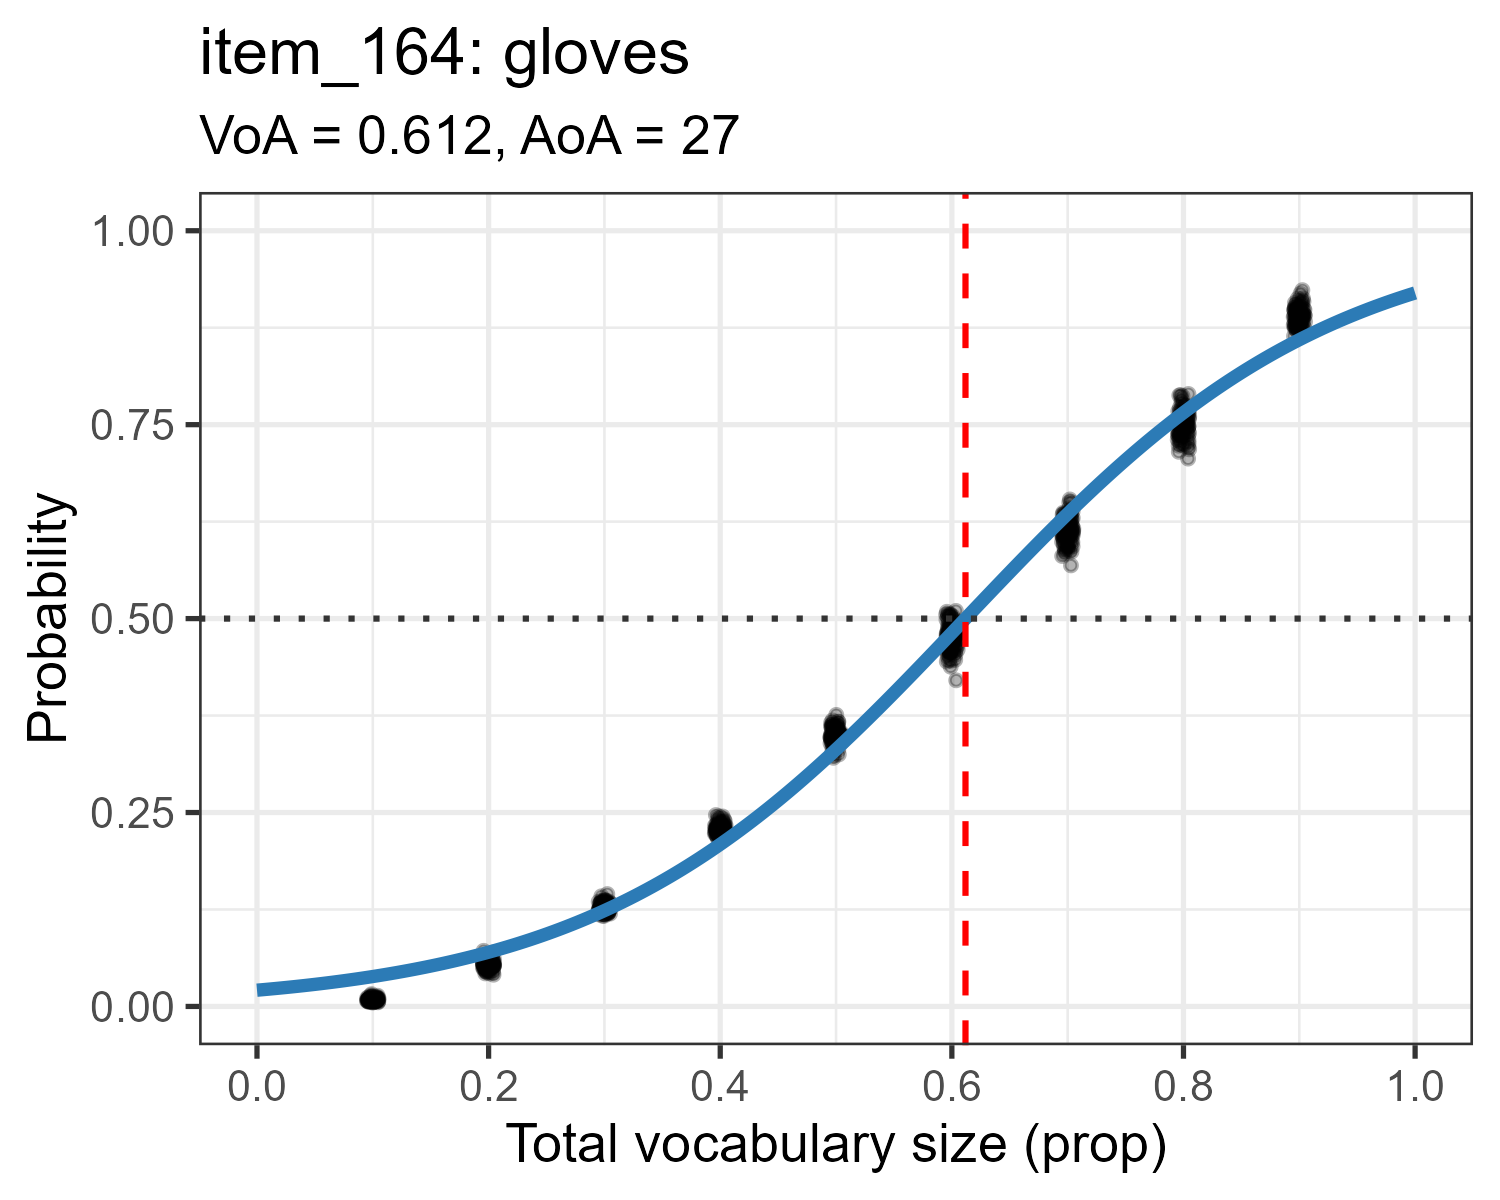 item_164: gloves
VoA = 0.612, AoA = 27
Probability
1.00
0.75
0.50
0.25
0.00
0.0 0.2 0.4 0.6 0.8 1.0
Total vocabulary size (prop)